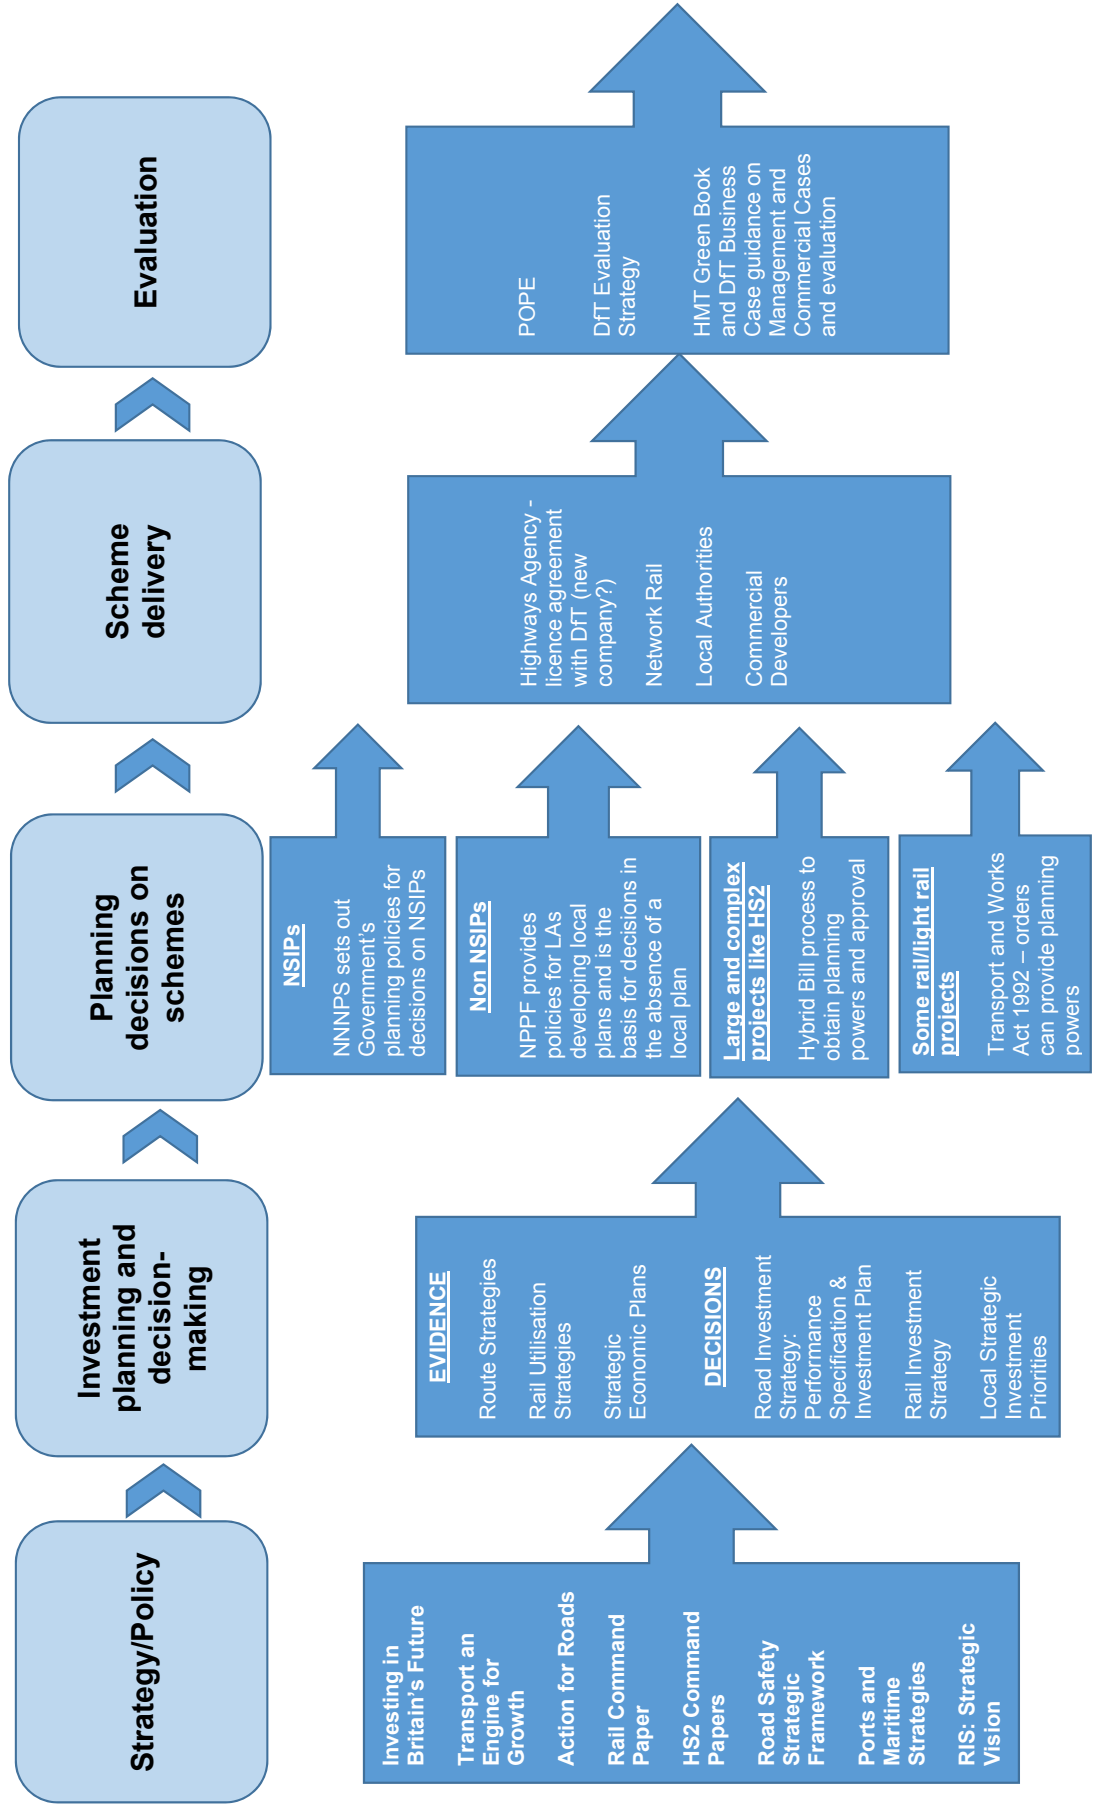 Strategy/Policy
Investment
planning and
decision-
making
Planning
decisions on
schemes
Scheme
delivery
Evaluation
Investing in
Britain's Future
Transport an
Engine for
Growth
Action for Roads
Rail Command
Paper
HS2 Command
Papers
Road Safety
Strategic
Framework
Ports and
Maritime
Strategies
RIS: Strategic
Vision
EVIDENCE
Route Strategies
Rail Utilisation
Strategies
Strategic
Economic Plans
DECISIONS
Road Investment
Strategy:
Performance
Specification &
Investment Plan
Rail Investment
Strategy
Local Strategic
Investment
Priorities
NSIPs
NNNPS sets out
Government's
planning policies for
decisions on NSIPs
Non NSIPs
NPPF provides
policies for LAs
developing local
plans and is the
basis for decisions in
the absence of a
local plan
Large and complex
projects like HS2
Hybrid Bill process to
obtain planning
powers and approval
Some rail/light rail
projects
Transport and Works
Act 1992 – orders
can provide planning
powers
Highways Agency -
licence agreement
with DfT (new
company?)
Network Rail
Local Authorities
Commercial
Developers
POPE
DfT Evaluation
Strategy
HMT Green Book
and DfT Business
Case guidance on
Management and
Commercial Cases
and evaluation